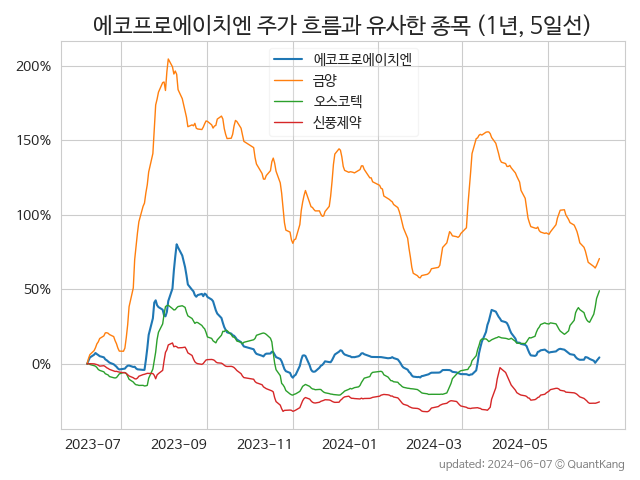 에코프로에이치엔 주가 흐름과 유사한 종목 (1년, 5일선)
에코프로에이치엔
금양
오스코텍
신풍제약
200%
150%
100%
50%
0%
2023-07 2023-09 2023-11 2024-01 2024-03 2024-05
updated: 2024-06-07 © QuantKang